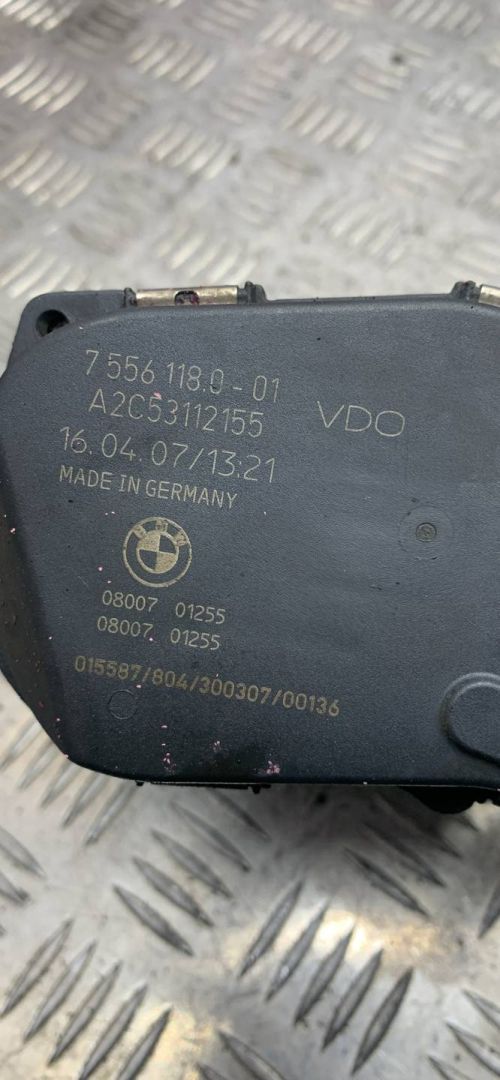 7 556 118.0-01
A2C53112155
VDO
16.04.07/13:21
MADE IN GERMANY
BMW
08007 01255
08007 01255
015587/804/300307/00136